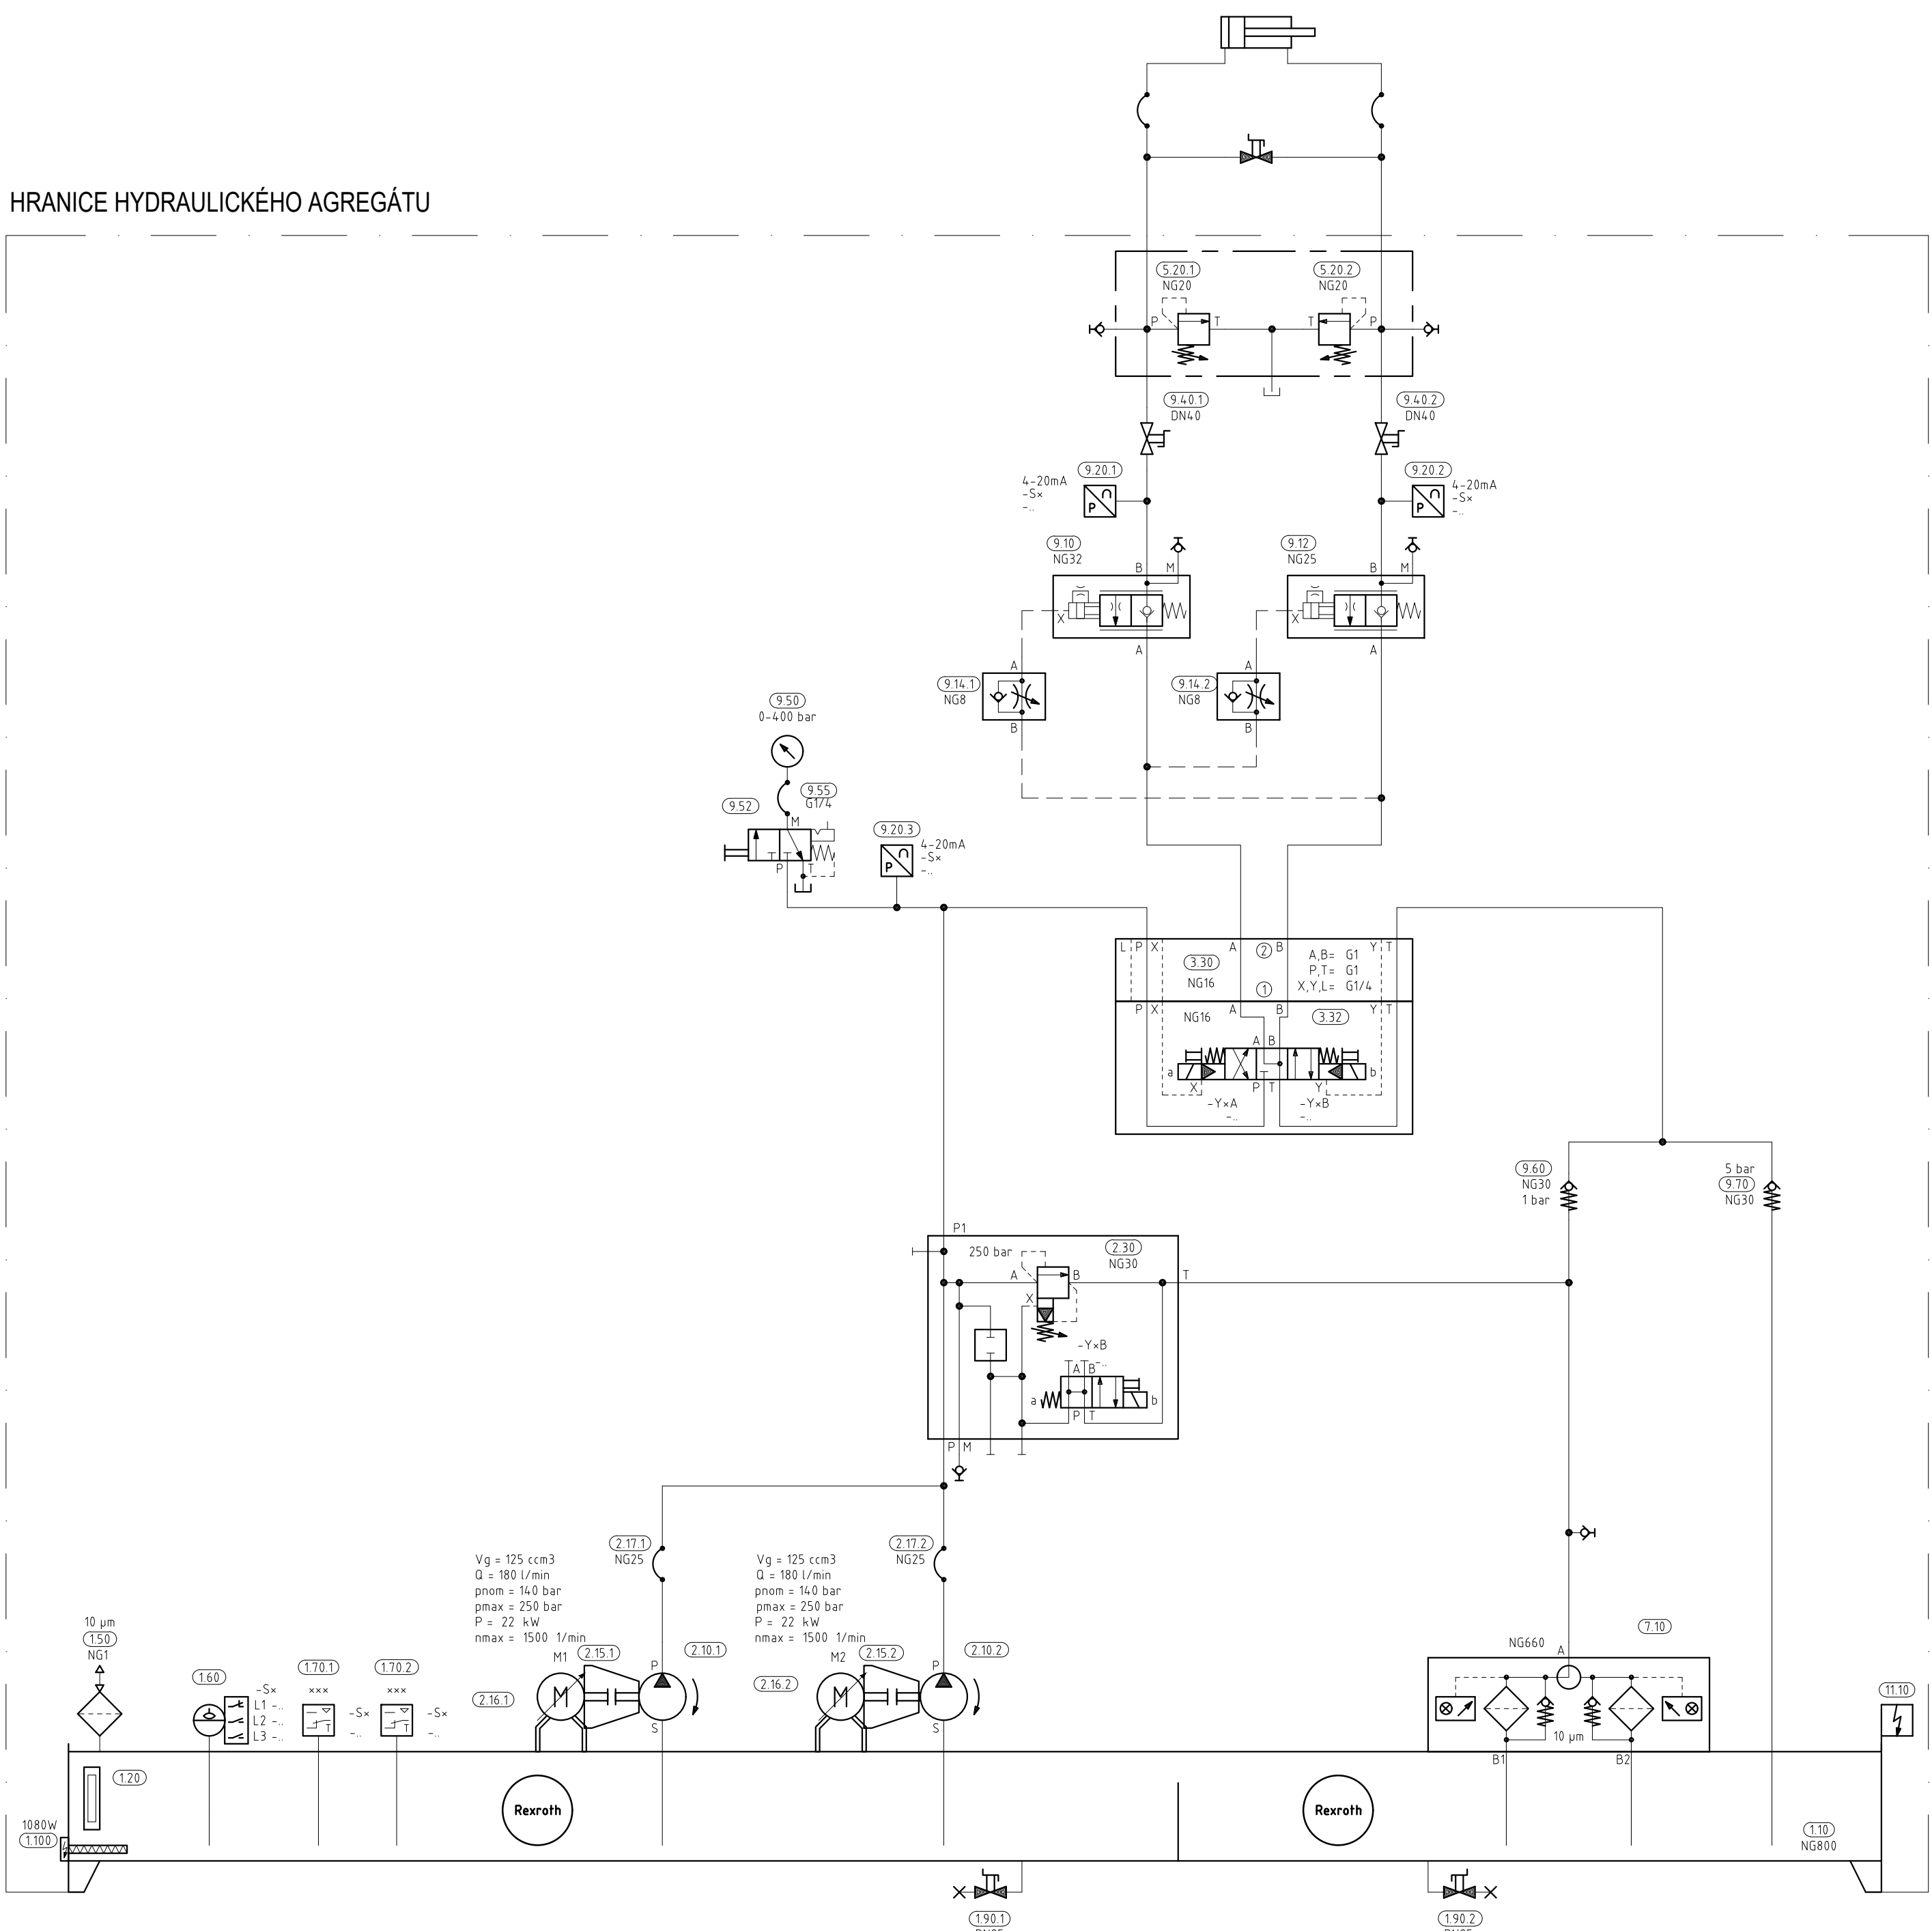 HRANICE HYDRAULICKÉHO AGREGÁTU
5.20.1
NG20
5.20.2
NG20
P
T
T
P
9.40.1
DN40
9.40.2
DN40
9.20.1
4-20mA
-S×
-..
P
9.20.2
4-20mA
-S×
-..
P
9.10
NG32
B
M
X
A
9.12
NG25
B
M
X
A
9.14.1
NG8
A
B
9.14.2
NG8
A
B
9.50
0-400 bar
9.55
G1/4
9.52
M
P
T
9.20.3
4-20mA
-S×
-..
P
L
P
X
A
2
B
Y
T
3.30
NG16
1
A,B= G1
P,T= G1
X,Y,L= G1/4
P
X
NG16
A
B
3.32
Y
T
A
B
a
b
X
P
T
Y
-Y×A
-..
-Y×B
-..
9.60
NG30
1 bar
5 bar
9.70
NG30
P1
250 bar
2.30
NG30
A
B
T
X
-Y×B
-..
A
B
a
b
P
T
P
M
2.17.1
NG25
2.17.2
NG25
Vg = 125 ccm3
Q = 180 l/min
pnom = 140 bar
pmax = 250 bar
P = 22 kW
nmax = 1500 1/min
M1
2.15.1
2.10.1
P
2.16.1
M
S
Vg = 125 ccm3
Q = 180 l/min
pnom = 140 bar
pmax = 250 bar
P = 22 kW
nmax = 1500 1/min
M2
2.15.2
2.10.2
P
2.16.2
M
S
10 µm
1.50
NG1
1.60
-S×
L1 -..
L2 -..
L3 -..
1.70.1
×××
T
-S×
-..
1.70.2
×××
T
-S×
-..
7.10
NG660
A
10 µm
B1
B2
11.10
1.20
Rexroth
Rexroth
1080W
1.100
1.10
NG800
1.90.1
1.90.2